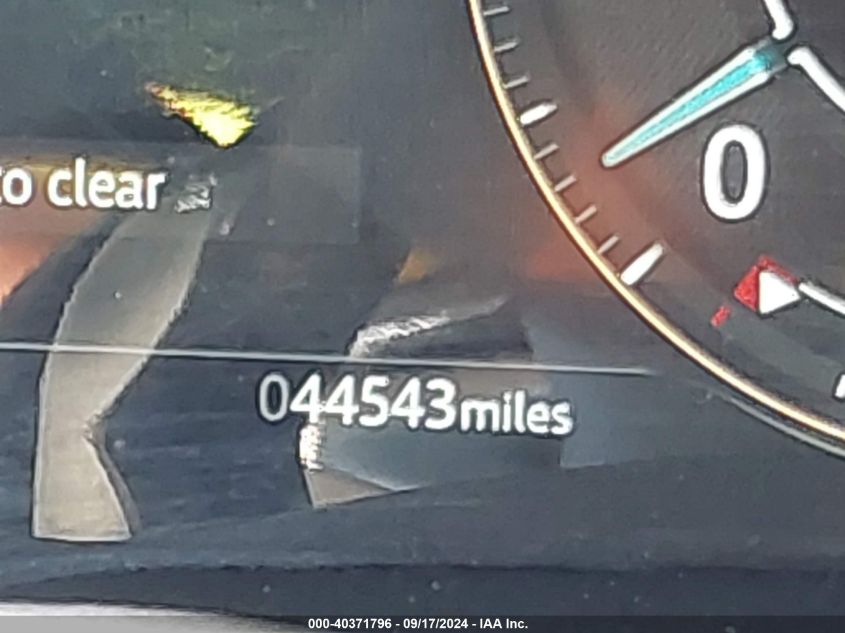 to clear
0
044543miles
000-40371796 - 09/17/2024 - IAA Inc.